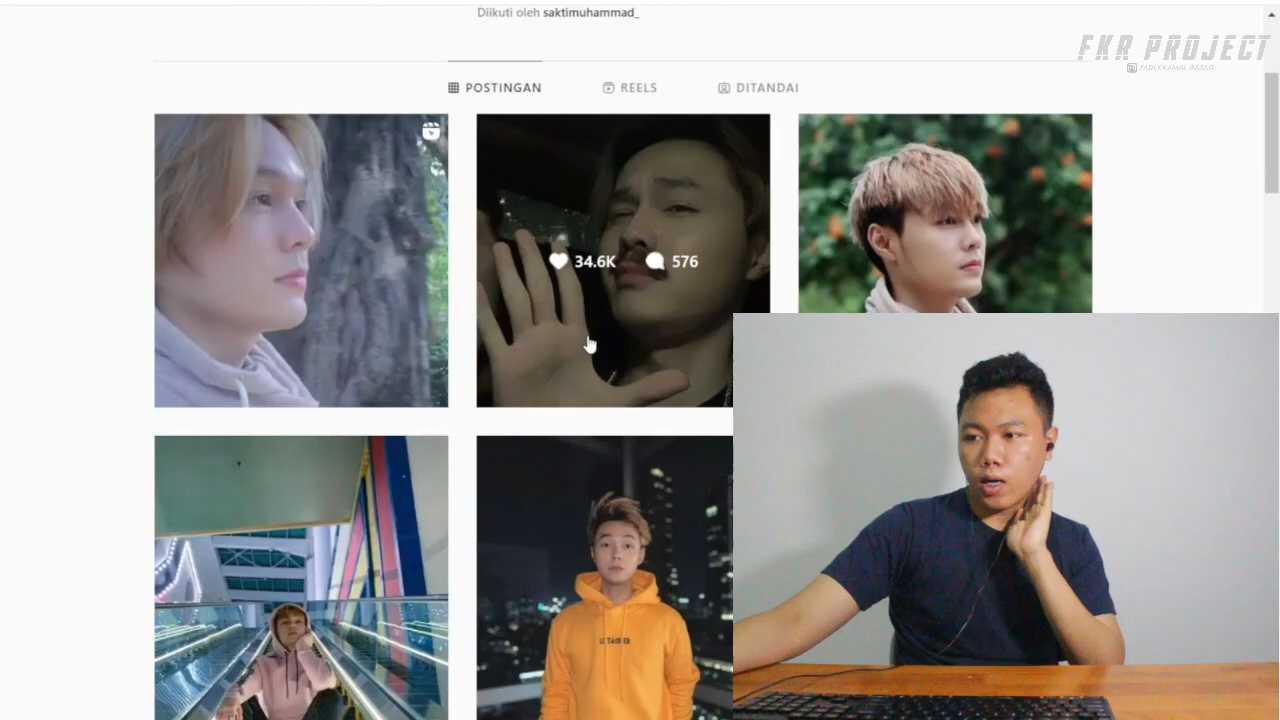 Diikuti oleh saktimuhammad_
FKR PROJECT
POSTINGAN
REELS
DITANDAI
34.6K
576